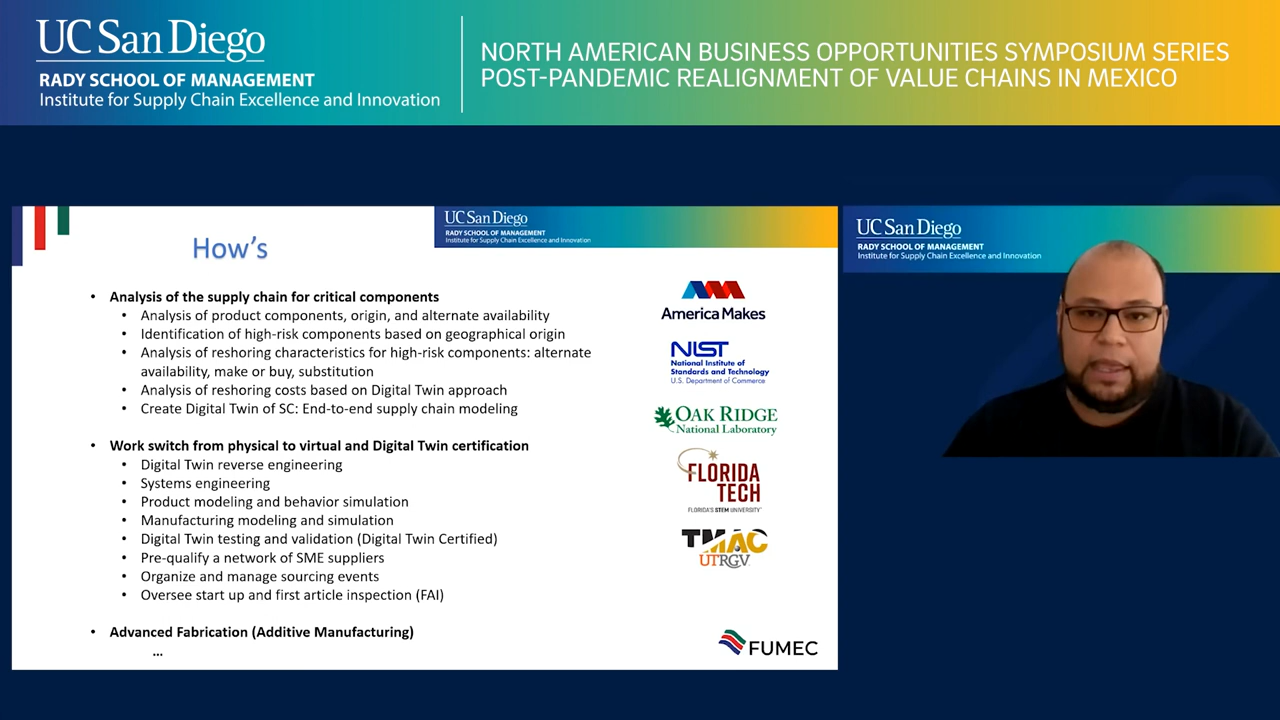 UC San Diego
RADY SCHOOL OF MANAGEMENT
Institute for Supply Chain Excellence and Innovation
NORTH AMERICAN BUSINESS OPPORTUNITIES SYMPOSIUM SERIES
POST-PANDEMIC REALIGNMENT OF VALUE CHAINS IN MEXICO
UC San Diego
RADY SCHOOL OF MANAGEMENT
Institute for Supply Chain Excellence and Innovation
How's
• Analysis of the supply chain for critical components
• Analysis of product components, origin, and alternate availability
• Identification of high-risk components based on geographical origin
• Analysis of reshoring characteristics for high-risk components: alternate
availability, make or buy, substitution
• Analysis of reshoring costs based on Digital Twin approach
• Create Digital Twin of SC: End-to-end supply chain modeling
• Work switch from physical to virtual and Digital Twin certification
• Digital Twin reverse engineering
• Systems engineering
• Product modeling and behavior simulation
• Manufacturing modeling and simulation
• Digital Twin testing and validation (Digital Twin Certified)
• Pre-qualify a network of SME suppliers
• Organize and manage sourcing events
• Oversee start up and first article inspection (FAI)
• Advanced Fabrication (Additive Manufacturing)
...
America Makes
NIST
National Institute of
Standards and Technology
U.S. Department of Commerce
OAK RIDGE
National Laboratory
FLORIDA
TECH
FLORIDA'S STEM UNIVERSITY™
TMAC
UTRGV
FUMEC
UC San Diego
RADY SCHOOL OF MANAGEMENT
Institute for Supply Chain Excellence and Innovation